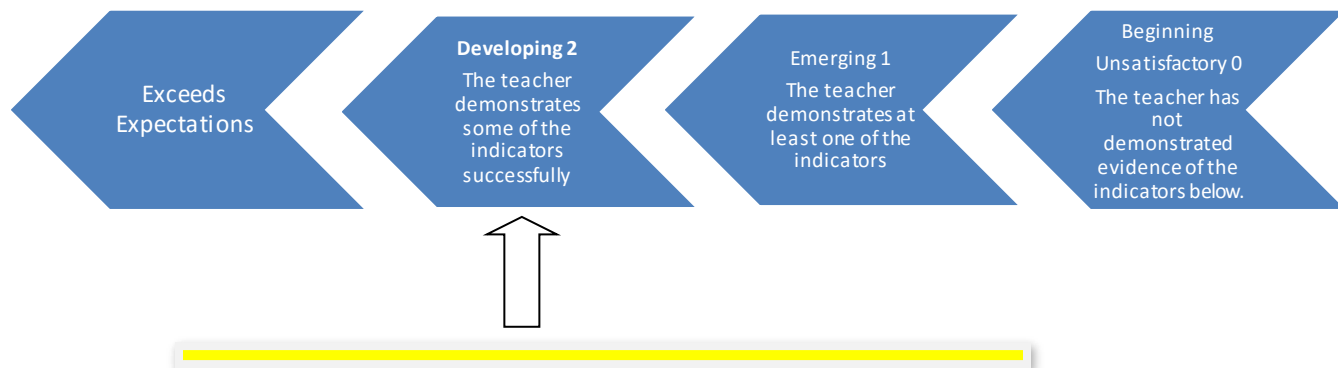 Exceeds
Expectations
Developing 2
The teacher
demonstrates
some of the
indicators
successfully
Emerging 1
The teacher
demonstrates at
least one of the
indicators
Beginning
Unsatisfactory 0
The teacher has
not
demonstrated
evidence of the
indicators below.